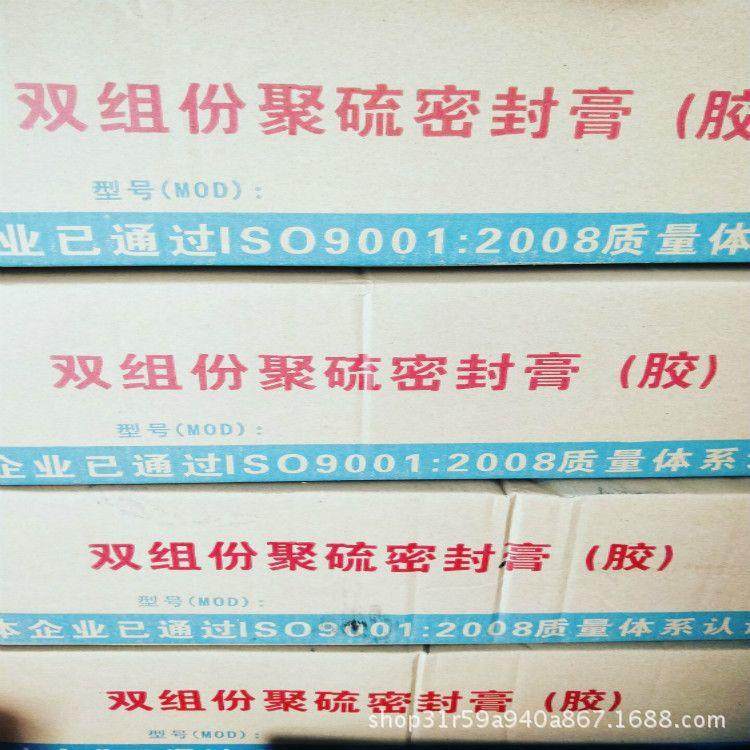 双组份聚硫密封膏（胶
型号(MOD)：
业已通过ISO9001:2008质量体
双组份聚硫密封膏（胶）
型号(MOD)：
企业已通过ISO9001:2008质量体系
双组份聚硫密封膏（胶）
型号(MOD)：
本企业已通过ISO9001:2008质量体系认
双组份聚硫密封膏（胶）
shop31r59a940a867.1688.com
型号(MOD)：